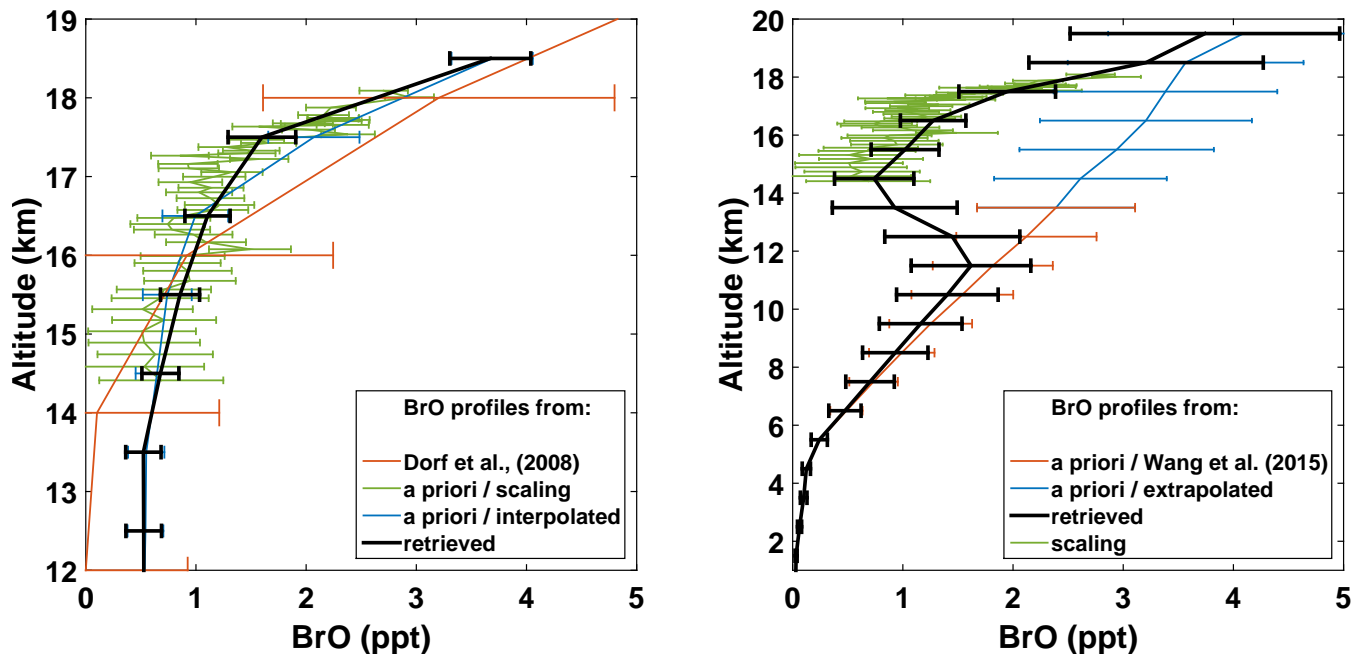 19
18
17
16
15
14
13
12
Altitude (km)
BrO profiles from:
Dorf et al., (2008)
a priori / scaling
a priori / interpolated
retrieved
0 1 2 3 4 5
BrO (ppt)
20
18
16
14
12
10
8
6
4
2
Altitude (km)
BrO profiles from:
a priori / Wang et al. (2015)
a priori / extrapolated
retrieved
scaling
0 1 2 3 4 5
BrO (ppt)